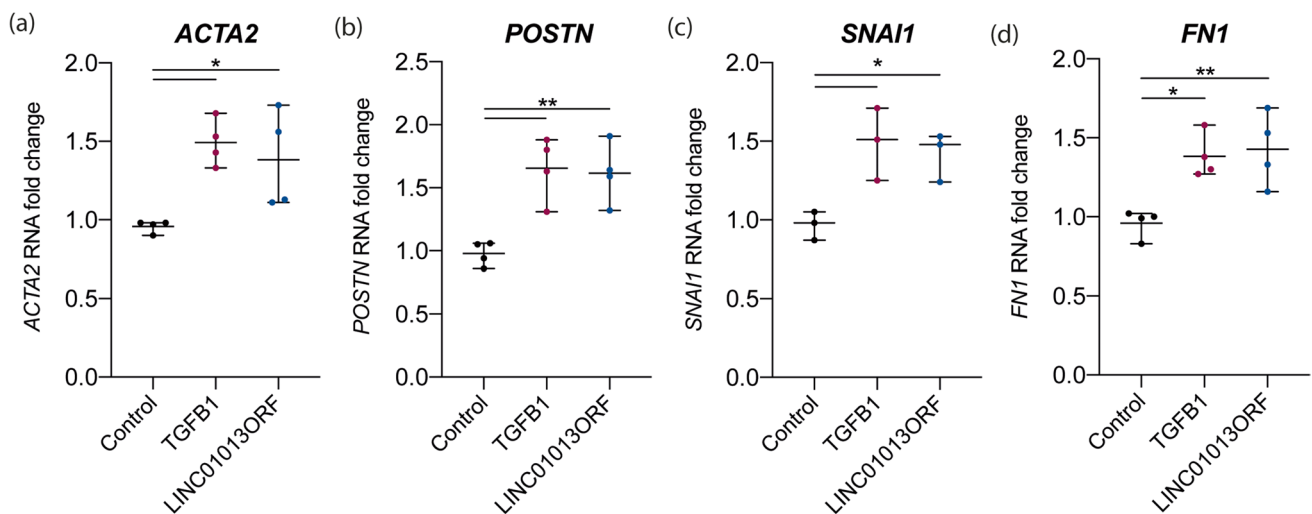 (a)
ACTA2
ACTA2 RNA fold change
2.0
1.5
1.0
0.5
0.0
*
Control
TGFB1
LINC01013ORF
(b)
POSTN
POSTN RNA fold change
2.5
2.0
1.5
1.0
0.5
0.0
**
Control
TGFB1
LINC01013ORF
(c)
SNAI1
SNAI1 RNA fold change
2.0
1.5
1.0
0.5
0.0
*
Control
TGFB1
LINC01013ORF
(d)
FN1
FN1 RNA fold change
2.0
1.5
1.0
0.5
0.0
**
*
Control
TGFB1
LINC01013ORF